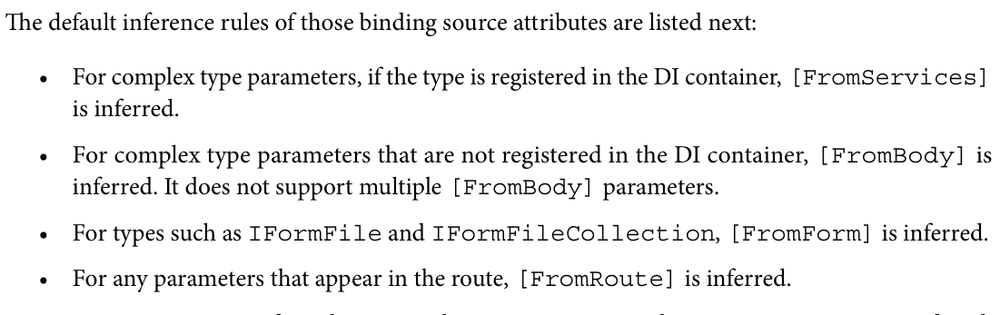 The default inference rules of those binding source attributes are listed next:
• For complex type parameters, if the type is registered in the DI container, [FromServices]
is inferred.
• For complex type parameters that are not registered in the DI container, [FromBody] is
inferred. It does not support multiple [FromBody] parameters.
• For types such as IFormFile and IFormFileCollection, [FromForm] is inferred.
• For any parameters that appear in the route, [FromRoute] is inferred.